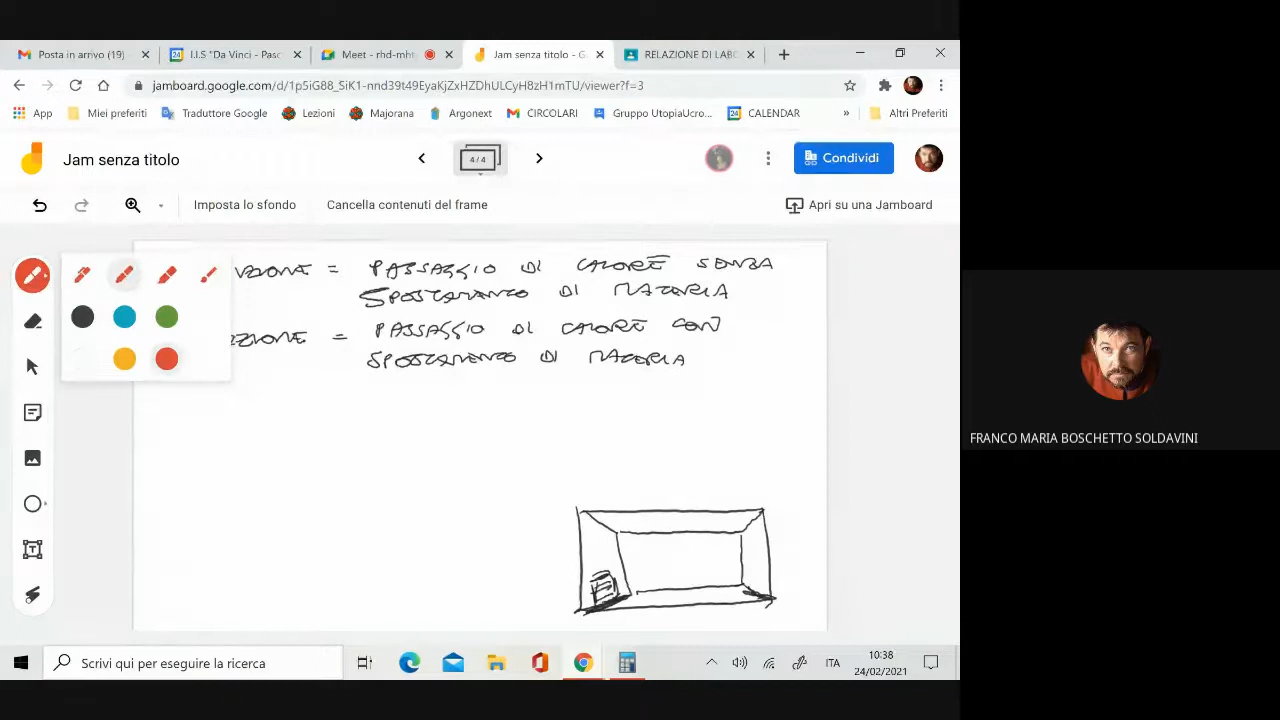 Posta in arrivo (19)
I.I.S "Da Vinci - Pasc
Meet - rhd-mht
Jam senza titolo - G
RELAZIONE DI LABO
jamboard.google.com/d/1p5iG88_SiK1-nnd39t49EyaKjZxHZDhULCyH8zH1mTU/viewer?f=3
App
Miei preferiti
Traduttore Google
Lezioni
Majorana
Argonext
CIRCOLARI
Gruppo UtopiaUcro...
CALENDAR
»
Altri Preferiti
Jam senza titolo
4 / 4
Condividi
Imposta lo sfondo
Cancella contenuti del frame
Apri su una Jamboard
UZIONE = PASSAGGIO DI CALORE SENZA
SPOSTAMENTO DI MATERIA
EZIONE = PASSAGGIO DI CALORE CON
SPOSTAMENTO DI MATERIA
FRANCO MARIA BOSCHETTO SOLDAVINI
Scrivi qui per eseguire la ricerca
ITA
10:38
24/02/2021